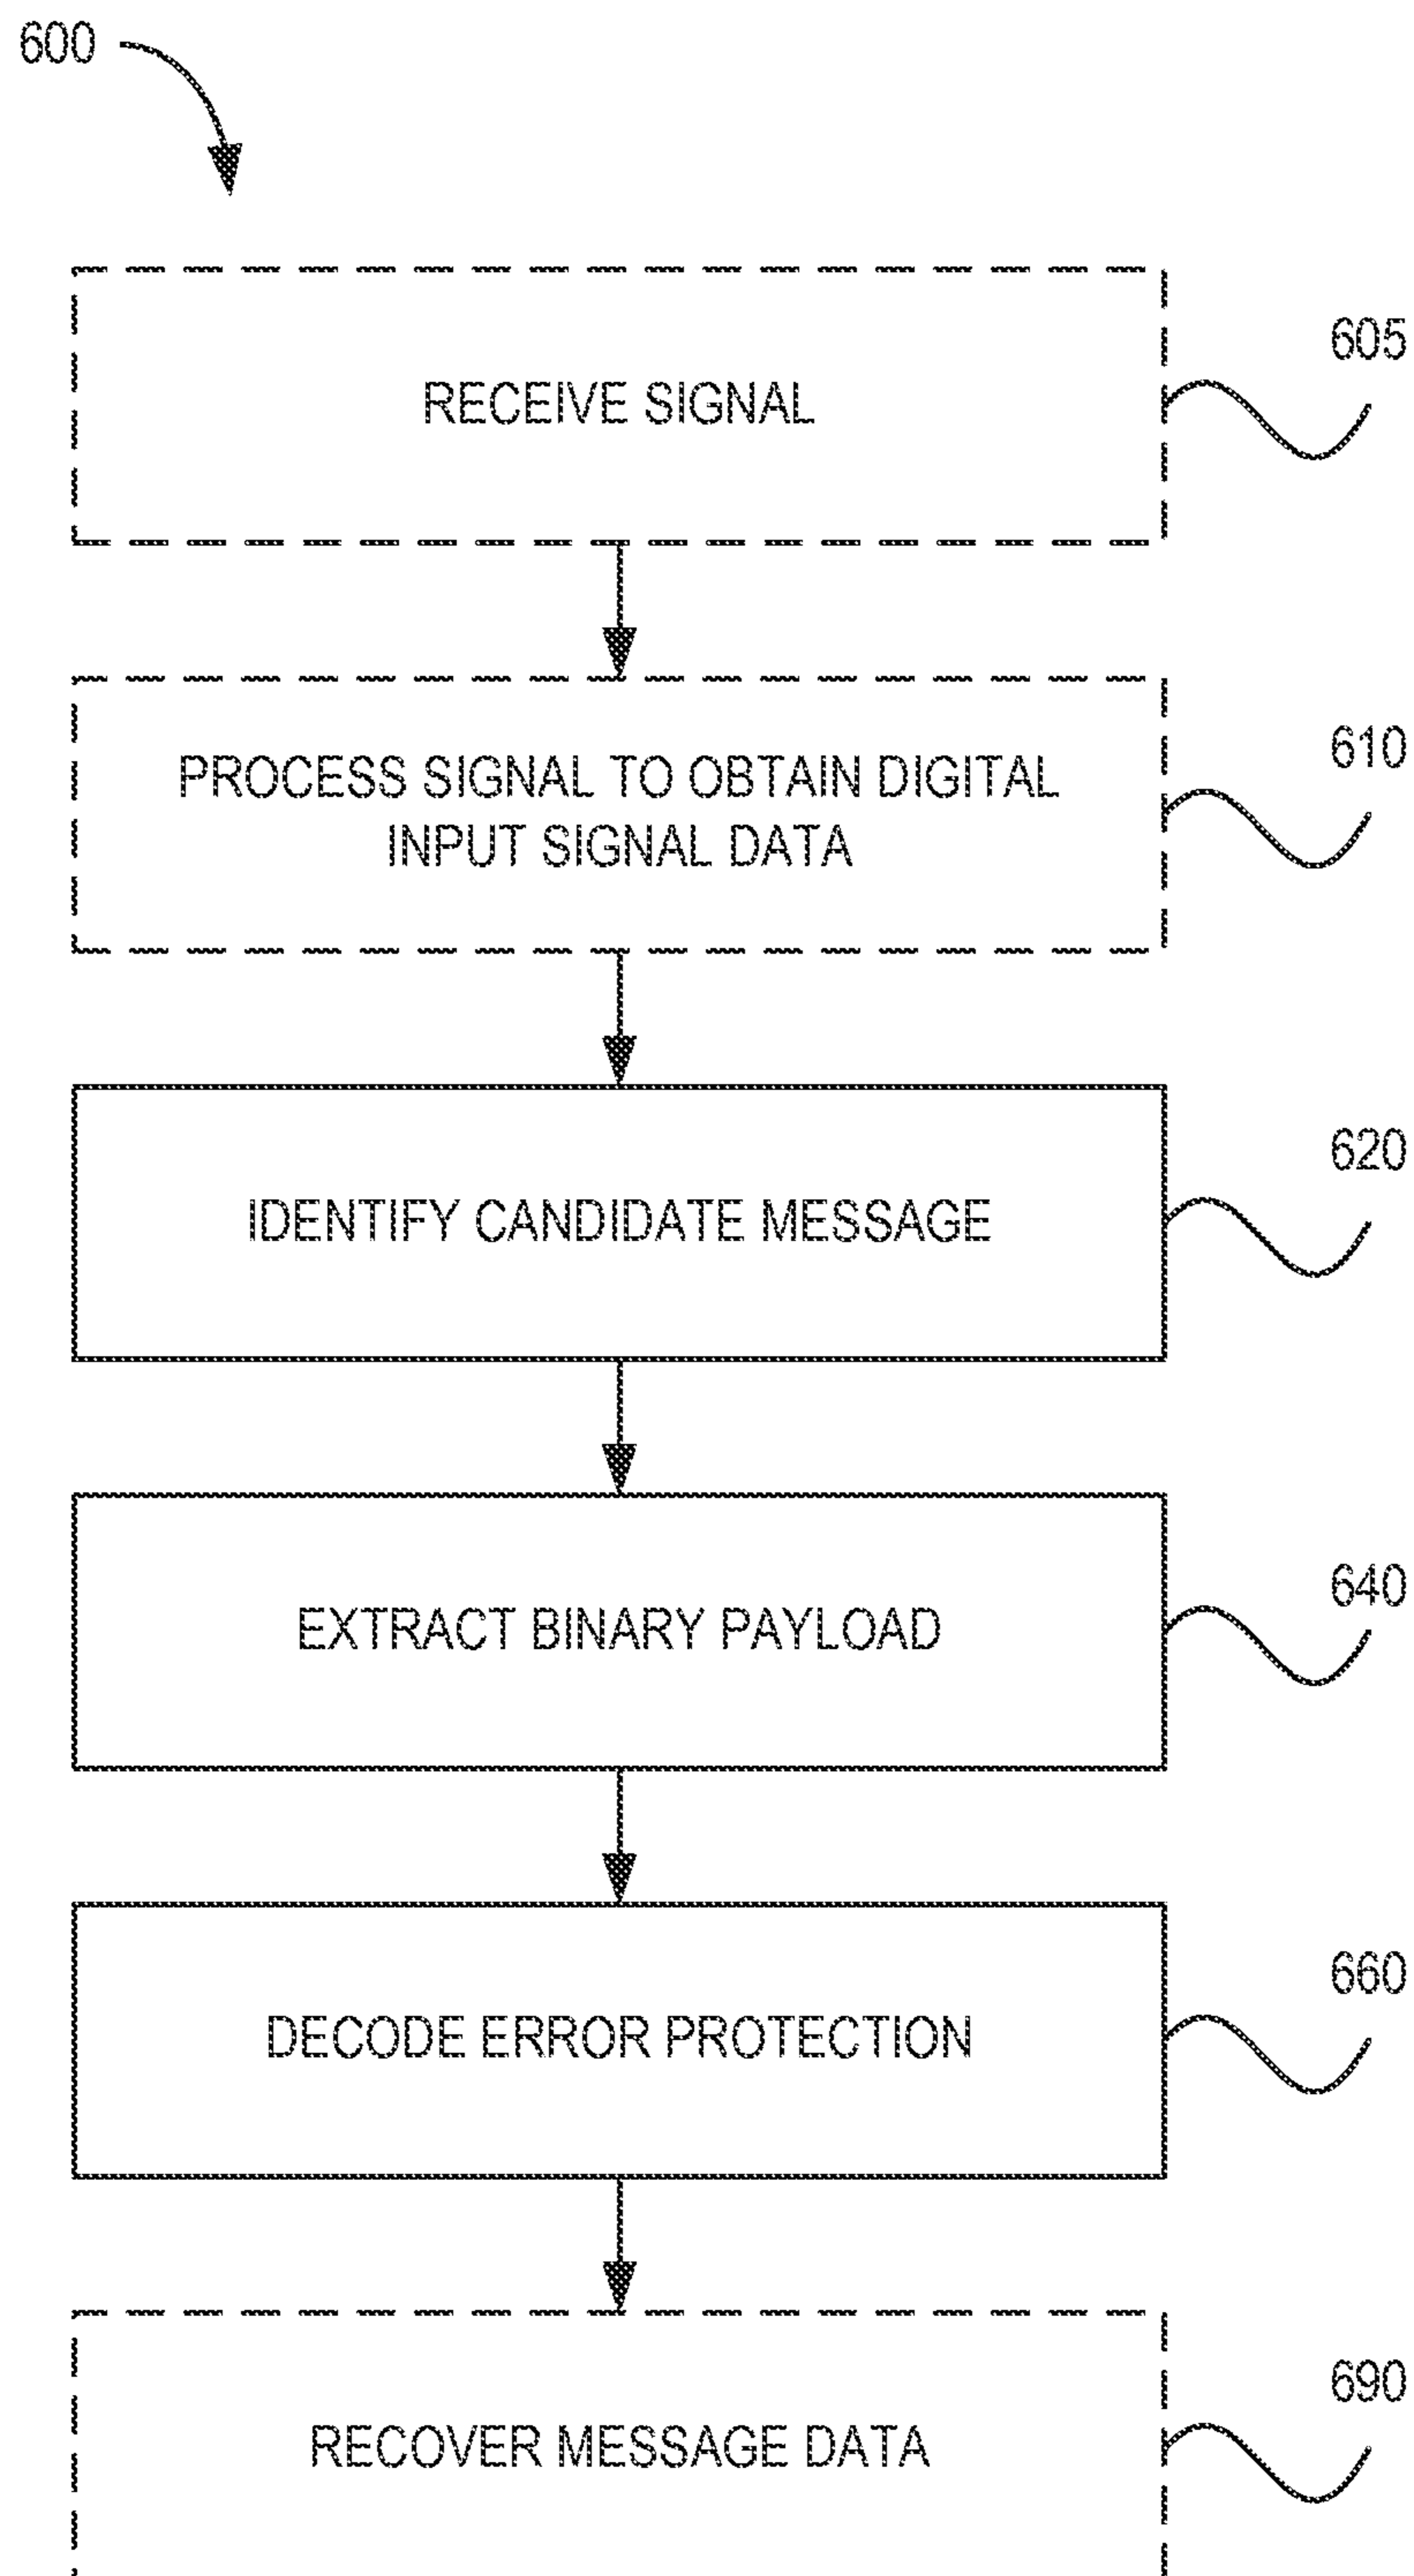 600
RECEIVE SIGNAL
605
PROCESS SIGNAL TO OBTAIN DIGITAL
INPUT SIGNAL DATA
610
IDENTIFY CANDIDATE MESSAGE
620
EXTRACT BINARY PAYLOAD
640
DECODE ERROR PROTECTION
660
RECOVER MESSAGE DATA
690